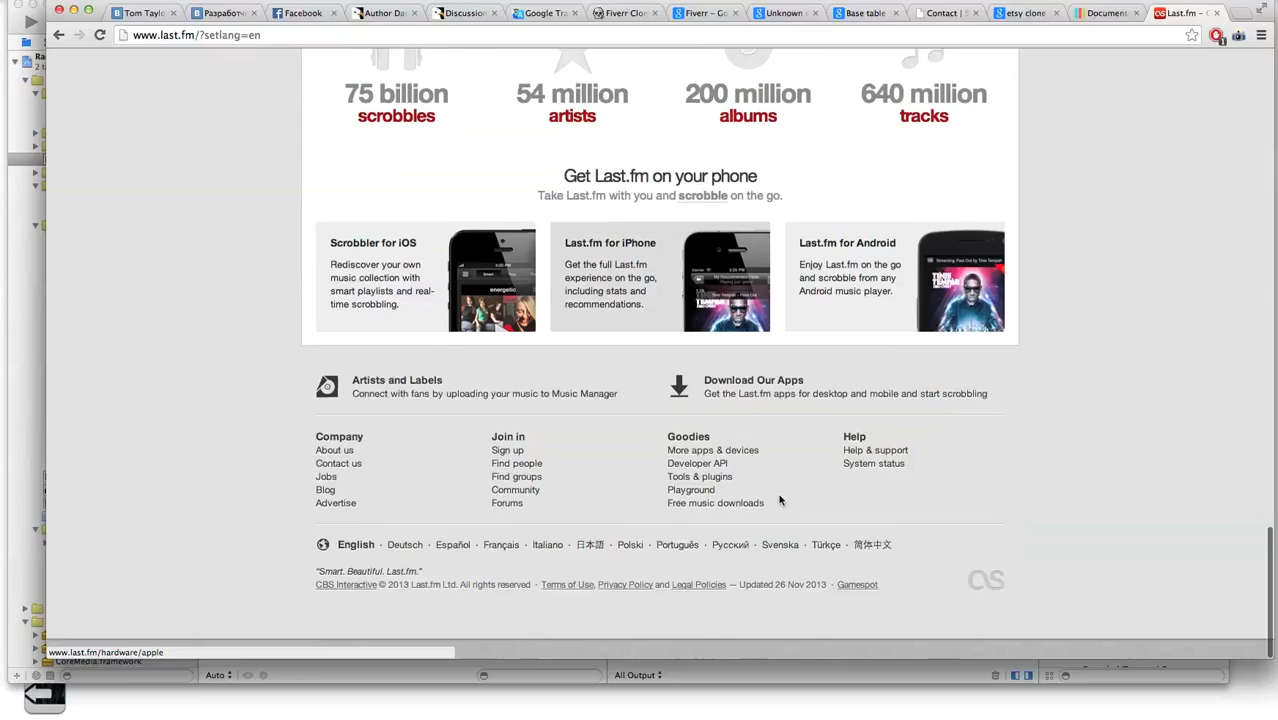 Tom Taylo
Разработч
Facebook
Author Da
Discussion
Google Tra
Fiverr Clon
Fiverr – Go
Unknown e
Base table
Contact | S
etsy clone
Document
Last.fm –
www.last.fm/?setlang=en
75 billion
scrobbles
54 million
artists
200 million
albums
640 million
tracks
Get Last.fm on your phone
Take Last.fm with you and scrobble on the go.
Scrobbler for iOS
Rediscover your own
music collection with
smart playlists and real-
time scrobbling.
Last.fm for iPhone
Get the full Last.fm
experience on the go,
including stats and
recommendations.
Last.fm for Android
Enjoy Last.fm on the go
and scrobble from any
Android music player.
Artists and Labels
Connect with fans by uploading your music to Music Manager
Download Our Apps
Get the Last.fm apps for desktop and mobile and start scrobbling
Company
About us
Contact us
Jobs
Blog
Advertise
Join in
Sign up
Find people
Find groups
Community
Forums
Goodies
More apps & devices
Developer API
Tools & plugins
Playground
Free music downloads
Help
Help & support
System status
English · Deutsch · Español · Français · Italiano · 日本語 · Polski · Português · Русский · Svenska · Türkçe · 简体中文
"Smart. Beautiful. Last.fm."
CBS Interactive © 2013 Last.fm Ltd. All rights reserved · Terms of Use, Privacy Policy and Legal Policies — Updated 26 Nov 2013 · Gamespot
www.last.fm/hardware/apple
CoreMedia.framework
Auto
All Output